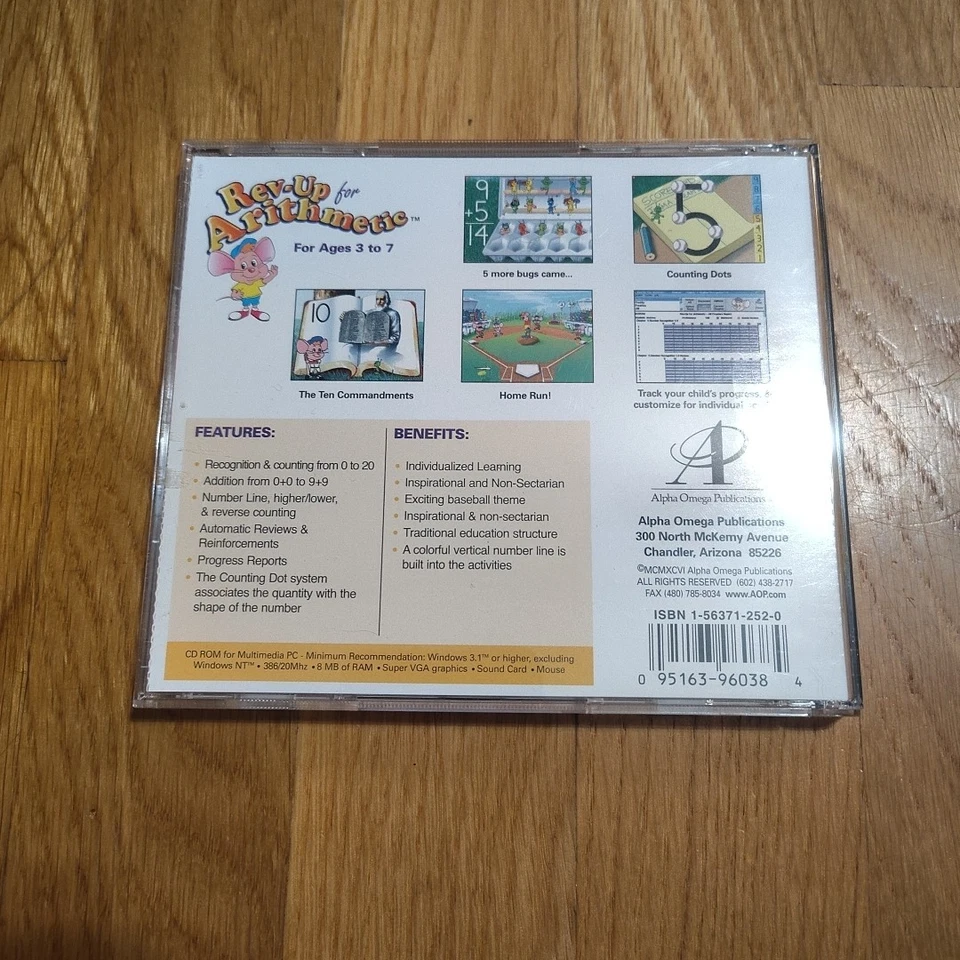 Rev-Up for
Arithmetic™
For Ages 3 to 7
9
+5
14
5 more bugs came...
5
Counting Dots
10
The Ten Commandments
Home Run!
Track your child's progress,
customize for individual
FEATURES:
• Recognition & counting from 0 to 20
• Addition from 0+0 to 9+9
• Number Line, higher/lower,
& reverse counting
• Automatic Reviews &
Reinforcements
• Progress Reports
• The Counting Dot system
associates the quantity with the
shape of the number
BENEFITS:
• Individualized Learning
• Inspirational and Non-Sectarian
• Exciting baseball theme
• Inspirational & non-sectarian
• Traditional education structure
• A colorful vertical number line is
built into the activities
CD ROM for Multimedia PC - Minimum Recommendation: Windows 3.1™ or higher, excluding
Windows NT™ • 386/20Mhz • 8 MB of RAM • Super VGA graphics • Sound Card • Mouse
A
Alpha Omega Publications
Alpha Omega Publications
300 North McKemy Avenue
Chandler, Arizona 85226
©MCMXCVI Alpha Omega Publications
ALL RIGHTS RESERVED (602) 438-2717
FAX (480) 785-8034 www.AOP.com
ISBN 1-56371-252-0
0 95163-96038 4